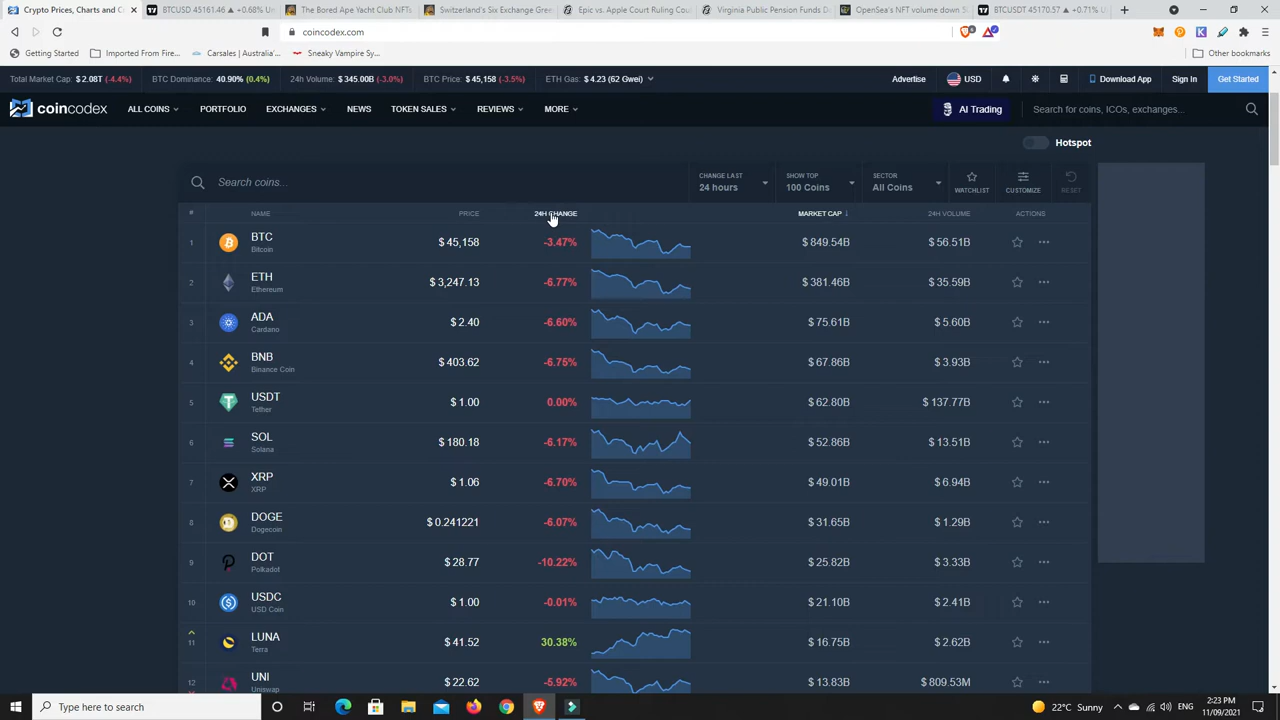 Crypto Prices, Charts and Cr
BTCUSD 45161.46 ▲ +0.68% Un
The Bored Ape Yacht Club NFTs
Switzerland's Six Exchange Gree
Epic vs. Apple Court Ruling Cou
Virginia Public Pension Funds D
OpenSea's NFT volume down 5
BTCUSDT 45170.57 ▲ +0.71% U
coincodex.com
Getting Started
Imported From Fire...
Carsales | Australia'...
Sneaky Vampire Sy...
Other bookmarks
Total Market Cap: $ 2.08T (-4.4%)
BTC Dominance: 40.90% (0.4%)
24h Volume: $ 345.00B (-3.0%)
BTC Price: $ 45,158 (-3.5%)
ETH Gas: $ 4.23 (62 Gwei)
Advertise
USD
Download App
Sign In
Get Started
coincodex
ALL COINS
PORTFOLIO
EXCHANGES
NEWS
TOKEN SALES
REVIEWS
MORE
AI Trading
Search for coins, ICOs, exchanges...
Hotspot
Search coins...
CHANGE LAST
24 hours
SHOW TOP
100 Coins
SECTOR
All Coins
WATCHLIST
CUSTOMIZE
RESET
# NAME PRICE 24H CHANGE MARKET CAP ↓ 24H VOLUME ACTIONS
1 BTC $ 45,158 -3.47% $ 849.54B $ 56.51B
Bitcoin
2 ETH $ 3,247.13 -6.77% $ 381.46B $ 35.59B
Ethereum
3 ADA $ 2.40 -6.60% $ 75.61B $ 5.60B
Cardano
4 BNB $ 403.62 -6.75% $ 67.86B $ 3.93B
Binance Coin
5 USDT $ 1.00 0.00% $ 62.80B $ 137.77B
Tether
6 SOL $ 180.18 -6.17% $ 52.86B $ 13.51B
Solana
7 XRP $ 1.06 -6.70% $ 49.01B $ 6.94B
XRP
8 DOGE $ 0.241221 -6.07% $ 31.65B $ 1.29B
Dogecoin
9 DOT $ 28.77 -10.22% $ 25.82B $ 3.33B
Polkadot
10 USDC $ 1.00 -0.01% $ 21.10B $ 2.41B
USD Coin
11 LUNA $ 41.52 30.38% $ 16.75B $ 2.62B
Terra
12 UNI $ 22.62 -5.92% $ 13.83B $ 809.53M
Uniswap
Type here to search
22°C Sunny
ENG
2:23 PM
11/09/2021